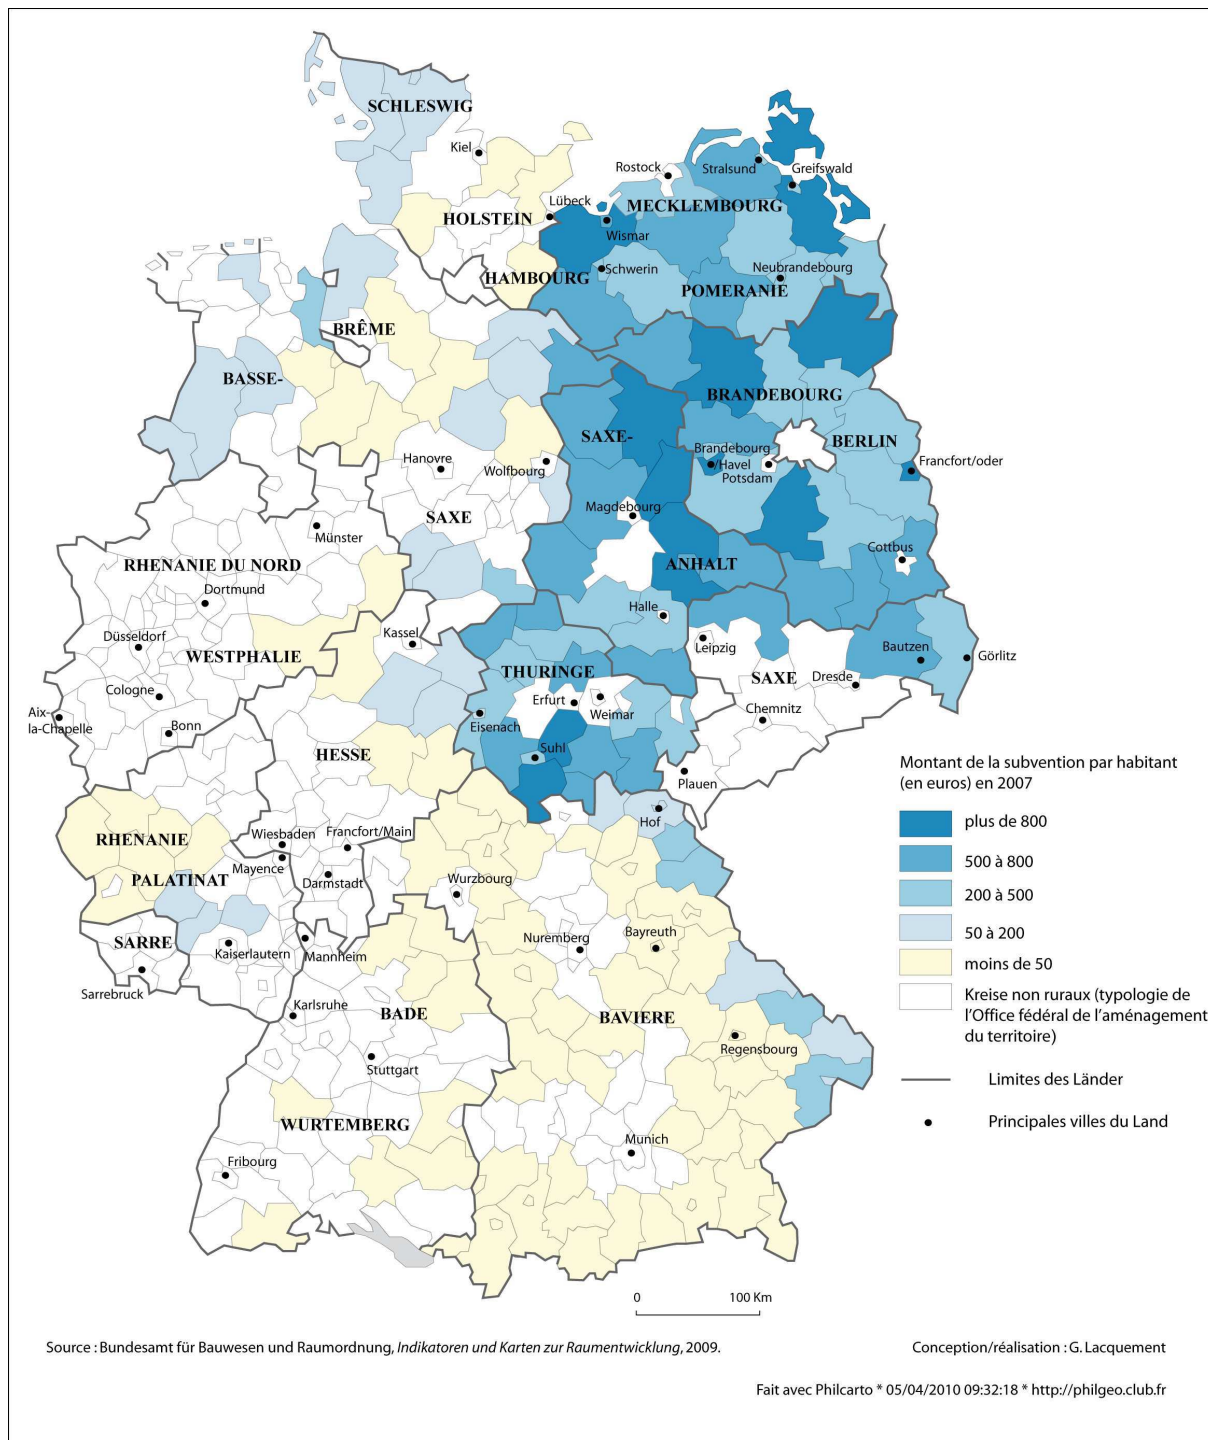 SCHLESWIG
Kiel
Rostock
Stralsund
Greifswald
Lübeck
HOLSTEIN
MECKLEMBOURG
Wismar
HAMBOURG
Schwerin
Neubrandebourg
POMERANIE
BRÊME
BASSE-
BRANDEBOURG
SAXE-
BERLIN
Hanovre
Wolfbourg
Brandebourg
/Havel
Potsdam
Francfort/oder
Magdebourg
SAXE
Münster
Cottbus
RHENANIE DU NORD
ANHALT
Dortmund
Halle
Düsseldorf
Kassel
Leipzig
Bautzen
Görlitz
WESTPHALIE
THURINGE
SAXE
Dresde
Cologne
Erfurt
Weimar
Chemnitz
Aix-
la-Chapelle
Bonn
Eisenach
Suhl
HESSE
Plauen
Montant de la subvention par habitant
(en euros) en 2007
plus de 800
500 à 800
200 à 500
50 à 200
moins de 50
Kreise non ruraux (typologie de
l'Office fédéral de l'aménagement
du territoire)
Limites des Länder
Principales villes du Land
Hof
RHENANIE
Wiesbaden
Francfort/Main
Mayence
PALATINAT
Darmstadt
Wurzbourg
SARRE
Nuremberg
Bayreuth
Kaiserlautern
Mannheim
Sarrebruck
Karlsruhe
BADE
BAVIERE
Regensbourg
Stuttgart
WURTEMBERG
Munich
Fribourg
0
100 Km
Source : Bundesamt für Bauwesen und Raumordnung, Indikatoren und Karten zur Raumentwicklung, 2009.
Conception/réalisation : G. Lacquement
Fait avec Philcarto * 05/04/2010 09:32:18 * http://philgeo.club.fr